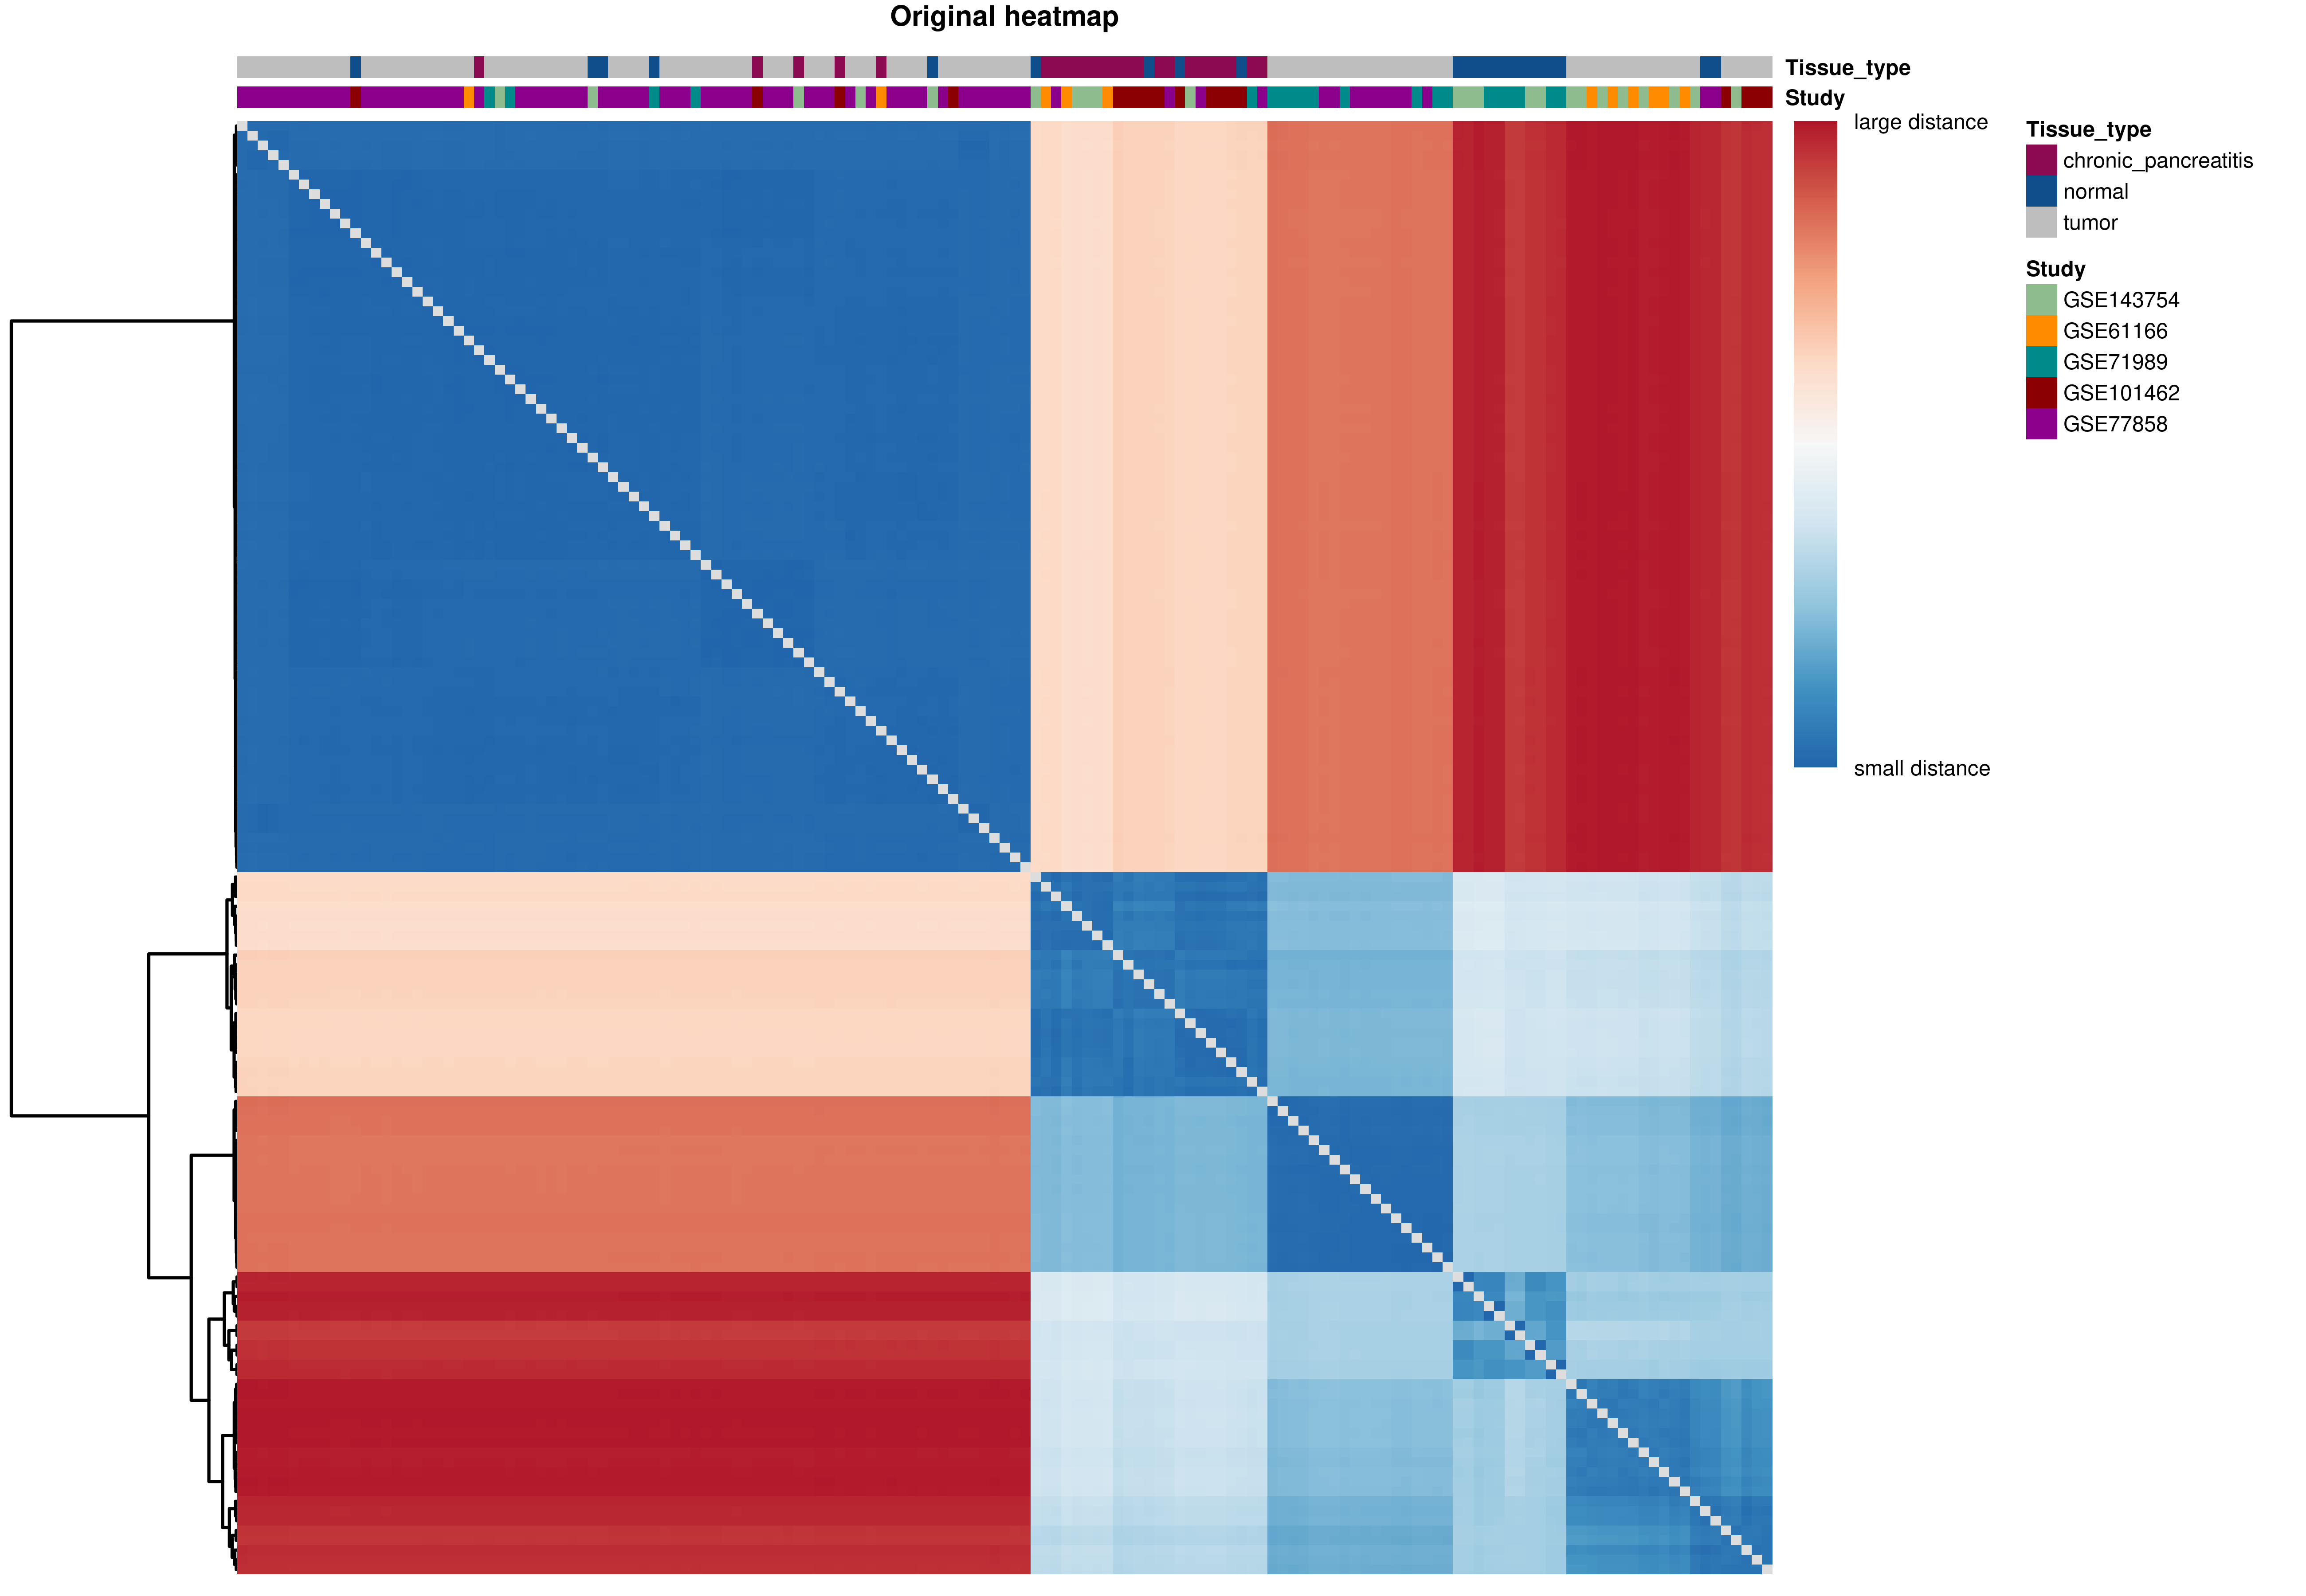 Original heatmap
Tissue_type
Study
large distance
small distance
Tissue_type
chronic_pancreatitis
normal
tumor
Study
GSE143754
GSE61166
GSE71989
GSE101462
GSE77858